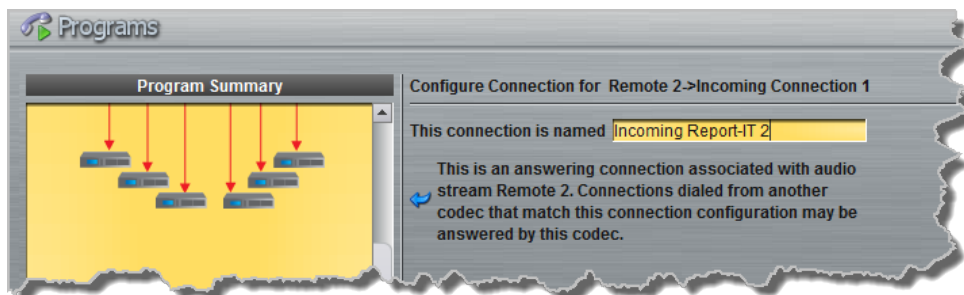 Programs
Program Summary
Configure Connection for Remote 2->Incoming Connection 1
This connection is named Incoming Report-IT 2
This is an answering connection associated with audio
stream Remote 2. Connections dialed from another
codec that match this connection configuration may be
answered by this codec.